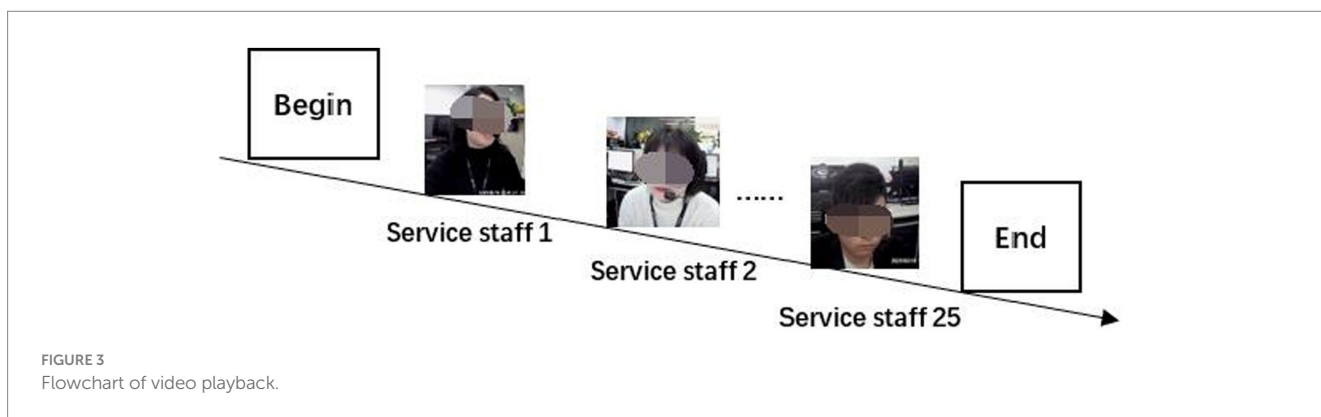 Begin
Service staff 1
Service staff 2
......
Service staff 25
End
FIGURE 3
Flowchart of video playback.